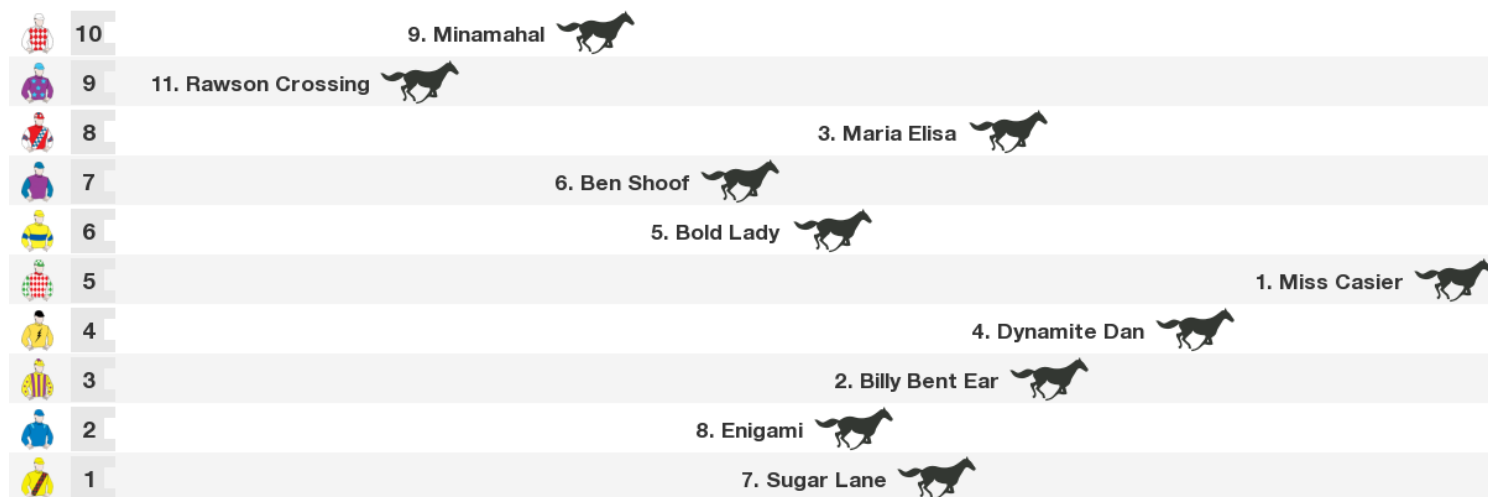 10 9. Minamahal
9 11. Rawson Crossing
8 3. Maria Elisa
7 6. Ben Shoof
6 5. Bold Lady
5 1. Miss Casier
4 4. Dynamite Dan
3 2. Billy Bent Ear
2 8. Enigami
1 7. Sugar Lane